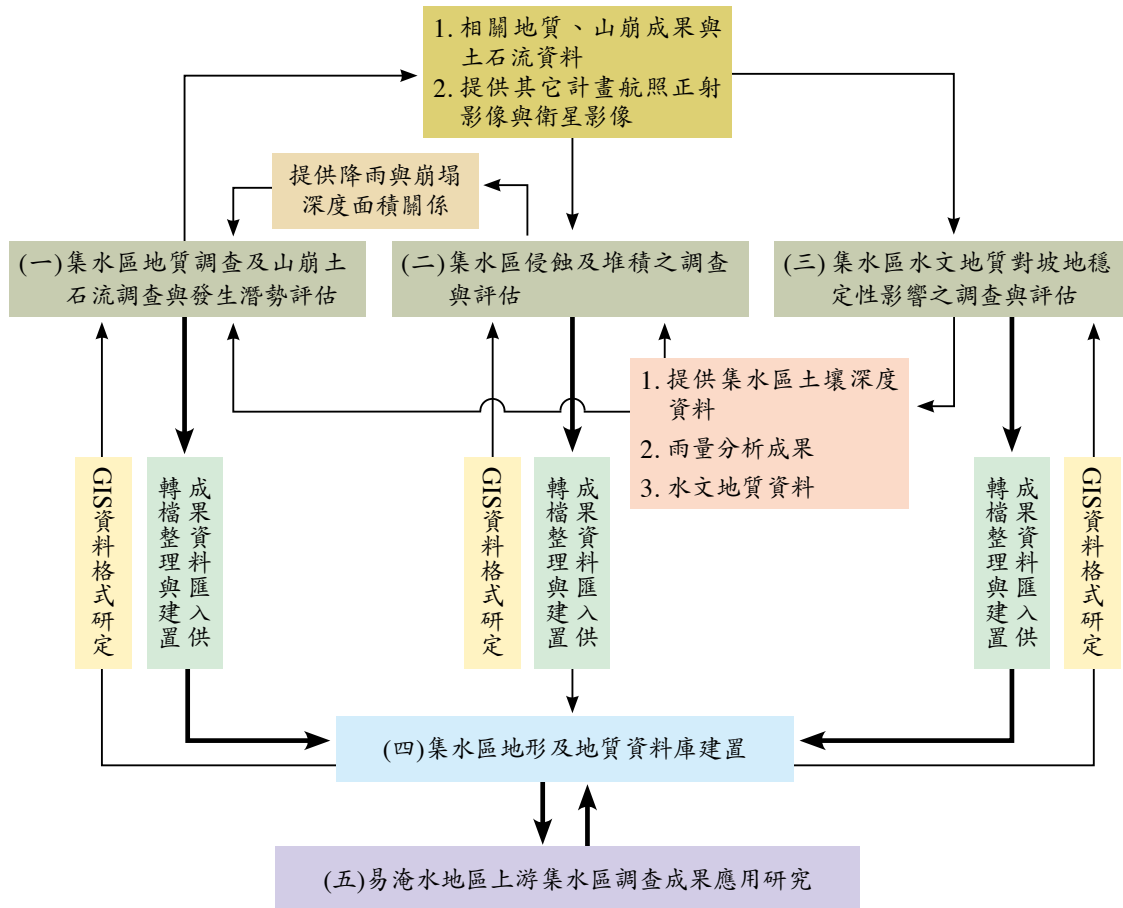 1. 相關地質、山崩成果與
土石流資料
2. 提供其它計畫航照正射
影像與衛星影像
提供降雨與崩塌
深度面積關係
(一)集水區地質調查及山崩土
石流調查與發生潛勢評估
(二)集水區侵蝕及堆積之調查
與評估
(三)集水區水文地質對坡地穩
定性影響之調查與評估
1. 提供集水區土壤深度
資料
2. 雨量分析成果
3. 水文地質資料
GIS資料格式研定
成果資料匯入供
轉檔整理與建置
GIS資料格式研定
成果資料匯入供
轉檔整理與建置
成果資料匯入供
轉檔整理與建置
GIS資料格式研定
(四)集水區地形及地質資料庫建置
(五)易淹水地區上游集水區調查成果應用研究